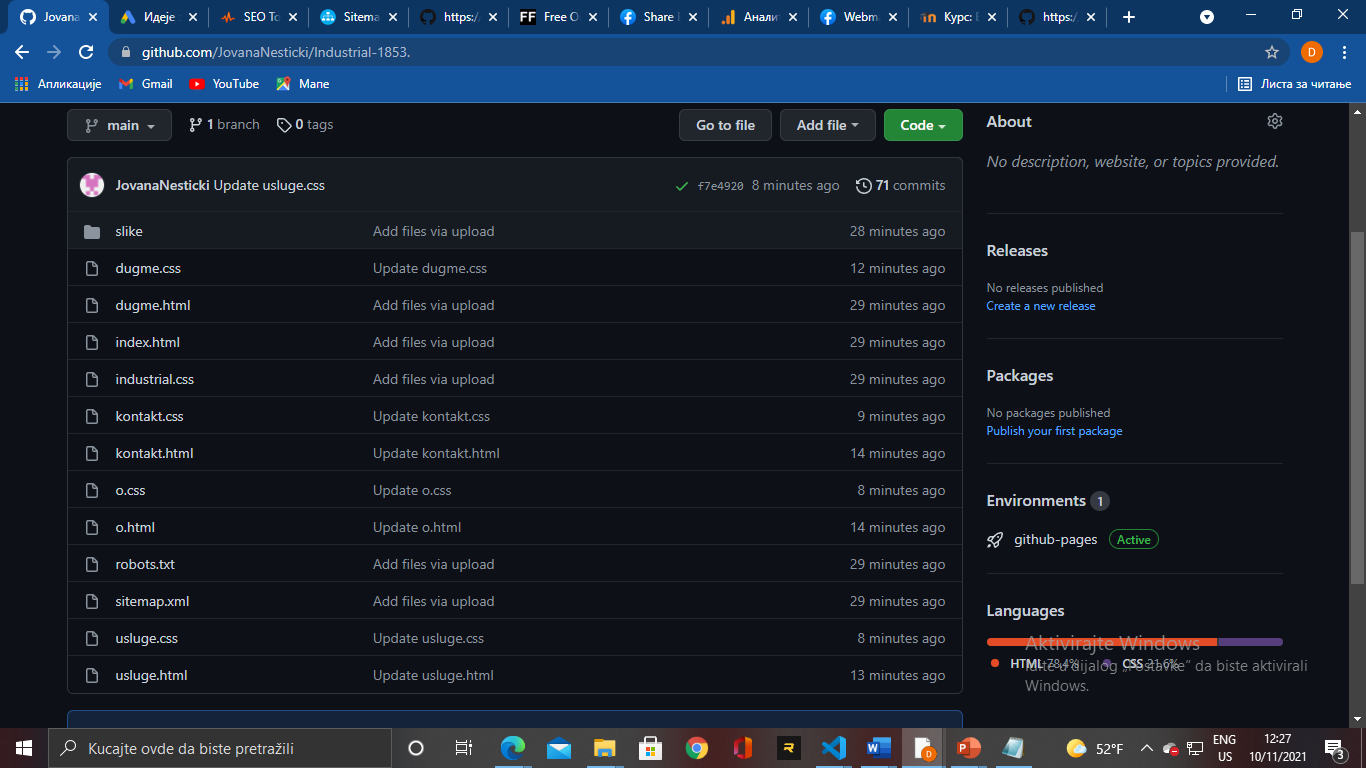 Jovana
Идеје
SEO To
Sitema
https:/
Free O
Share
Анали
Webm
Курс: E
https:/
github.com/JovanaNesticki/Industrial-1853.
D
Апликације
Gmail
YouTube
Мапе
Листа за читање
main
1 branch
0 tags
Go to file
Add file
Code
About
No description, website, or topics provided.
JovanaNesticki Update usluge.css
f7e4920 8 minutes ago
71 commits
slike Add files via upload 28 minutes ago
dugme.css Update dugme.css 12 minutes ago
dugme.html Add files via upload 29 minutes ago
index.html Add files via upload 29 minutes ago
industrial.css Add files via upload 29 minutes ago
kontakt.css Update kontakt.css 9 minutes ago
kontakt.html Update kontakt.html 14 minutes ago
o.css Update o.css 8 minutes ago
o.html Update o.html 14 minutes ago
robots.txt Add files via upload 29 minutes ago
sitemap.xml Add files via upload 29 minutes ago
usluge.css Update usluge.css 8 minutes ago
usluge.html Update usluge.html 13 minutes ago
Releases
No releases published
Create a new release
Packages
No packages published
Publish your first package
Environments 1
github-pages Active
Languages
HTML 78.4%
CSS 21.6%
Aktivirajte Windows
u dijalog „Postavke“ da biste aktivirali
Windows.
Kucajte ovde da biste pretražili
52°F
ENG
US
12:27
10/11/2021
3